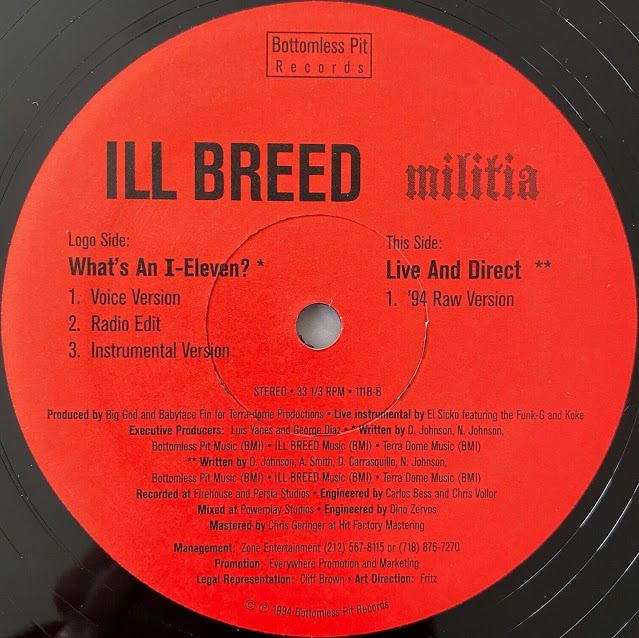 Bottomless Pit
Records
ILL BREED militia
Logo Side:
What's An I-Eleven? *
1. Voice Version
2. Radio Edit
3. Instrumental Version
This Side:
Live And Direct **
1. '94 Raw Version
STEREO • 33 1/3 RPM • 111B-B
Produced by Big God and Babyface Fin for Terra-dome Productions • Live instrumental by El Sicko featuring the Funk-G and Koke
Executive Producers: Luis Yanes and George Diaz • * Written by D. Johnson, N. Johnson,
Bottomless Pit Music (BMI) • ILL BREED Music (BMI) • Terra Dome Music (BMI)
** Written by D. Johnson, A. Smith, D. Carrasquillo, N. Johnson,
Bottomless Pit Music (BMI) • ILL BREED Music (BMI) • Terra Dome Music (BMI)
Recorded at Firehouse and Persia Studios • Engineered by Carlos Bess and Chris Vollor
Mixed at Powerplay Studios • Engineered by Dino Zervos
Mastered by Chris Geringer at Hit Factory Mastering
Management: Zone Entertainment (212) 567-8115 or (718) 876-7270
Promotion: Everywhere Promotion and Marketing
Legal Representation: Cliff Brown • Art Direction: Fritz
© ℗ 1994 Bottomless Pit Records